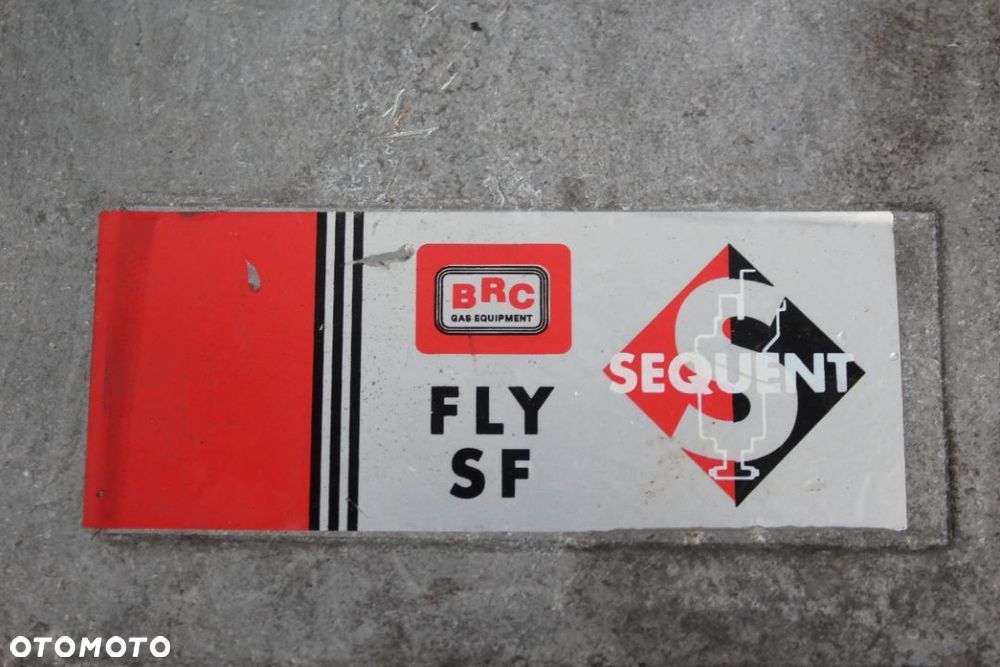 BRC
GAS EQUIPMENT
FLY
SF
SEQUENT
OTOMOTO